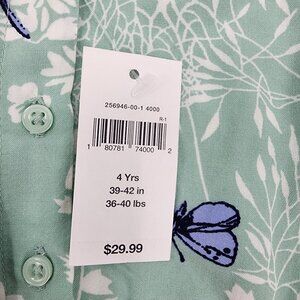 256946-00-1 4000
R-1
1 80781 74000 2
4 Yrs
39-42 in
36-40 lbs
$29.99